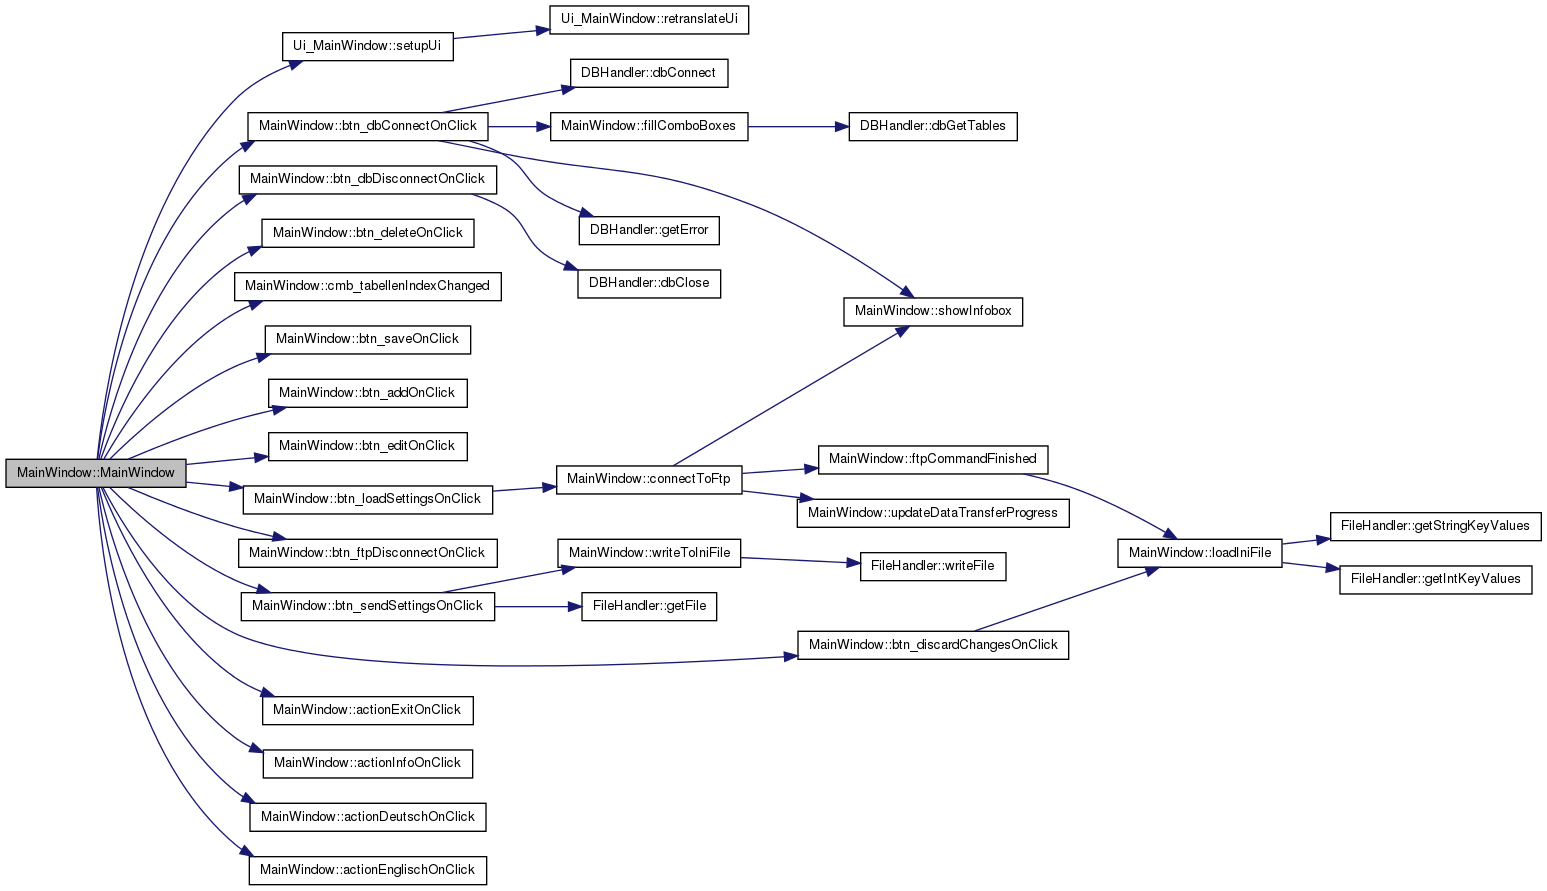 Ui_MainWindow::retranslateUi
Ui_MainWindow::setupUi
DBHandler::dbConnect
MainWindow::btn_dbConnectOnClick
MainWindow::fillComboBoxes
DBHandler::dbGetTables
MainWindow::btn_dbDisconnectOnClick
MainWindow::btn_deleteOnClick
DBHandler::getError
MainWindow::cmb_tabellenIndexChanged
DBHandler::dbClose
MainWindow::showInfobox
MainWindow::btn_saveOnClick
MainWindow::btn_addOnClick
MainWindow::btn_editOnClick
MainWindow::ftpCommandFinished
MainWindow::MainWindow
MainWindow::connectToFtp
MainWindow::btn_loadSettingsOnClick
MainWindow::updateDataTransferProgress
FileHandler::getStringKeyValues
MainWindow::btn_ftpDisconnectOnClick
MainWindow::writeToIniFile
MainWindow::loadIniFile
FileHandler::writeFile
FileHandler::getIntKeyValues
MainWindow::btn_sendSettingsOnClick
FileHandler::getFile
MainWindow::btn_discardChangesOnClick
MainWindow::actionExitOnClick
MainWindow::actionInfoOnClick
MainWindow::actionDeutschOnClick
MainWindow::actionEnglischOnClick